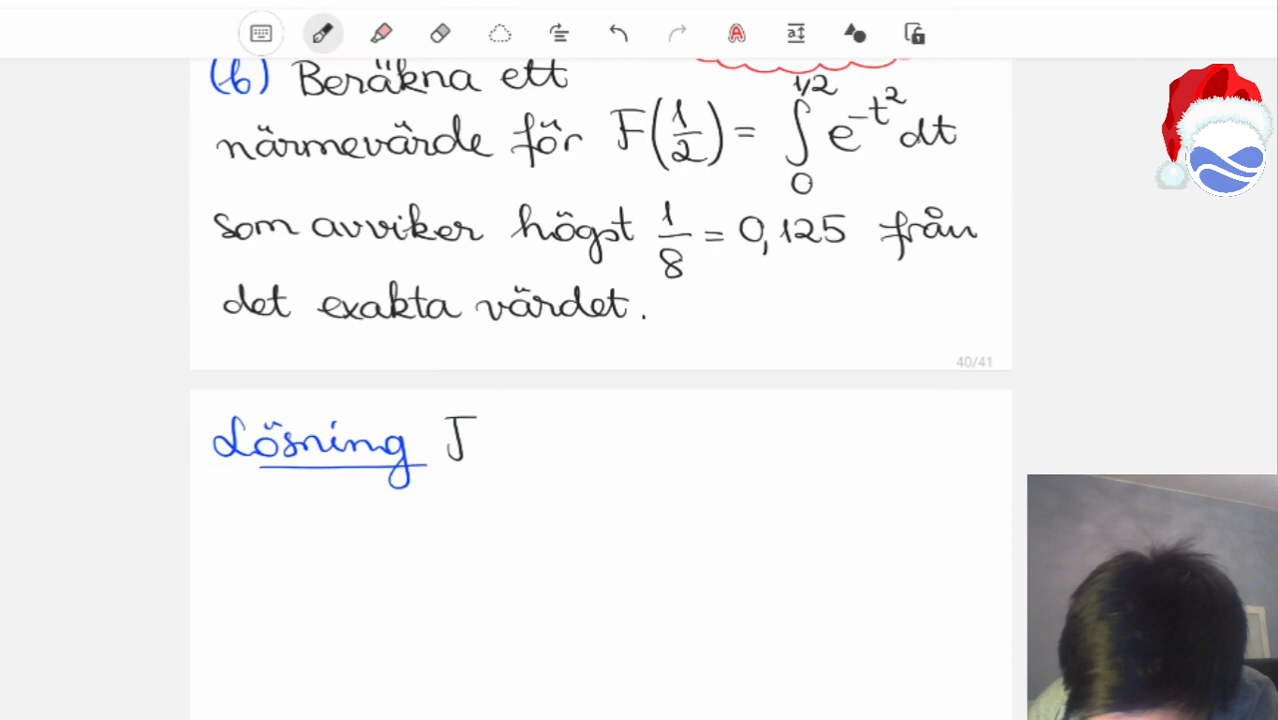 (b) Beräkna ett
närmevärde för F(1/2) = ∫₀^{1/2} e^{-t²} dt
som avviker högst 1/8 = 0,125 från
det exakta värdet.
40/41
Lösning J